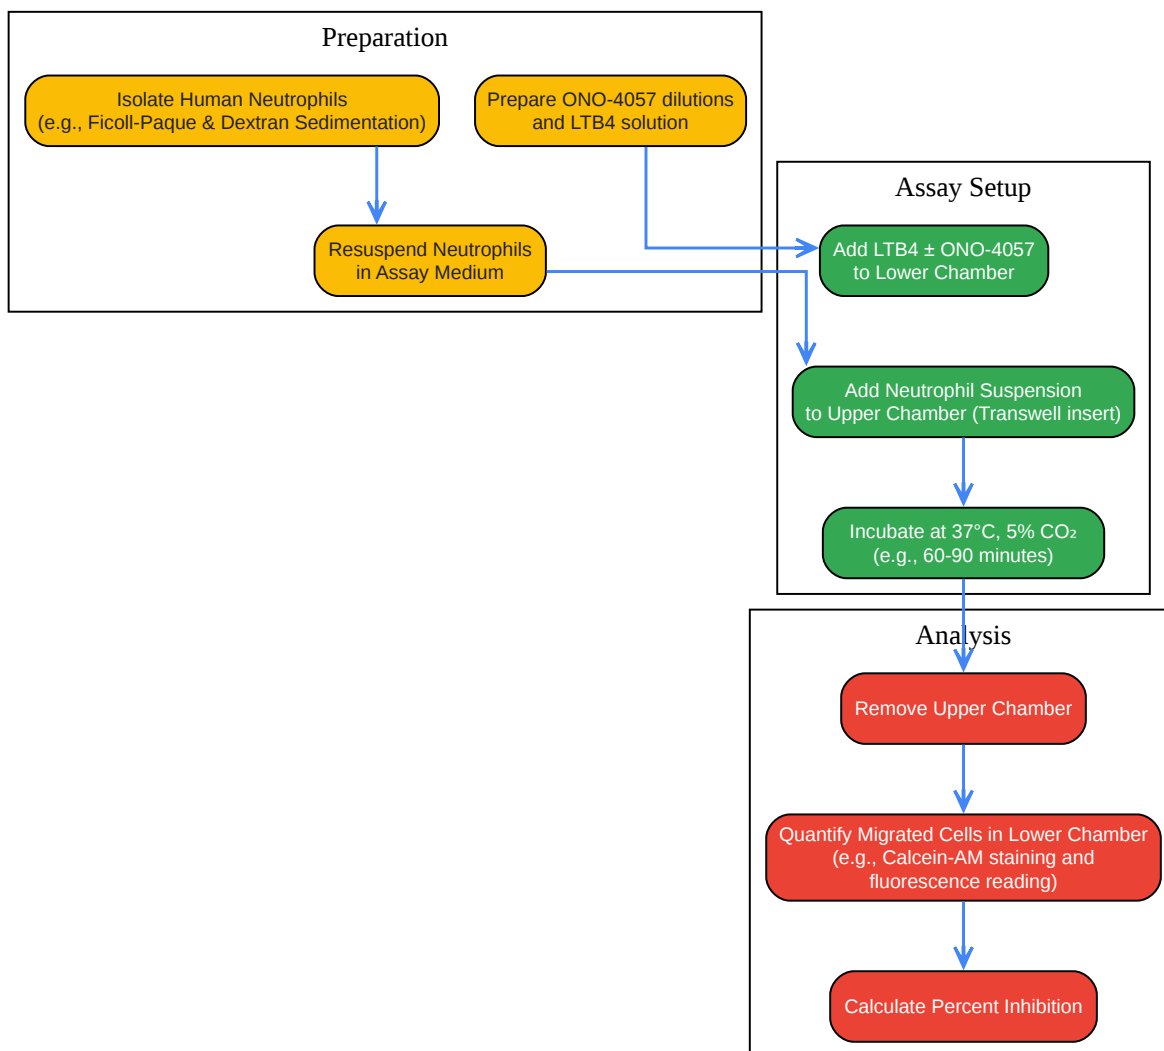 Preparation
Isolate Human Neutrophils
(e.g., Ficoll-Paque & Dextran Sedimentation)
Prepare ONO-4057 dilutions
and LTB4 solution
Resuspend Neutrophils
in Assay Medium
Assay Setup
Add LTB4 ± ONO-4057
to Lower Chamber
Add Neutrophil Suspension
to Upper Chamber (Transwell insert)
Incubate at 37°C, 5% CO₂
(e.g., 60-90 minutes)
Analysis
Remove Upper Chamber
Quantify Migrated Cells in Lower Chamber
(e.g., Calcein-AM staining and
fluorescence reading)
Calculate Percent Inhibition